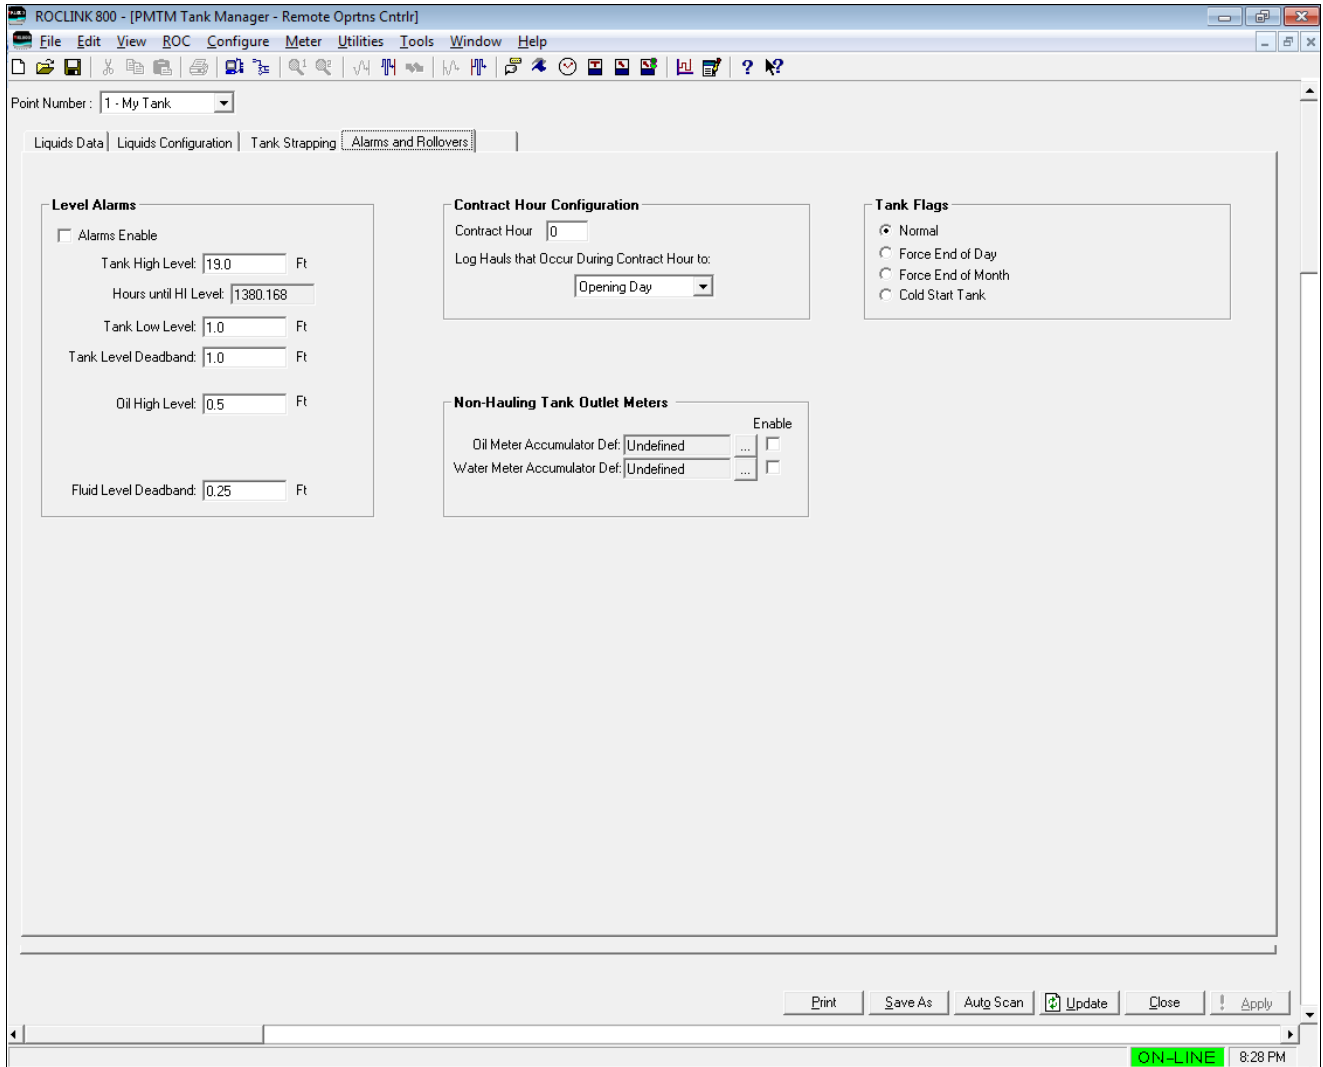 ROCLINK 800 - [PMTM Tank Manager - Remote Oprtns Cntrlr]
File Edit View ROC Configure Meter Utilities Tools Window Help
Point Number : 1 - My Tank
Liquids Data Liquids Configuration Tank Strapping Alarms and Rollovers
Level Alarms
Alarms Enable
Tank High Level: 19.0 Ft
Hours until HI Level: 1380.168
Tank Low Level: 1.0 Ft
Tank Level Deadband: 1.0 Ft
Oil High Level: 0.5 Ft
Fluid Level Deadband: 0.25 Ft
Contract Hour Configuration
Contract Hour 0
Log Hauls that Occur During Contract Hour to:
Opening Day
Non-Hauling Tank Outlet Meters
Enable
Oil Meter Accumulator Def: Undefined ...
Water Meter Accumulator Def: Undefined ...
Tank Flags
Normal
Force End of Day
Force End of Month
Cold Start Tank
Print Save As Auto Scan Update Close ! Apply
ON-LINE 8:28 PM